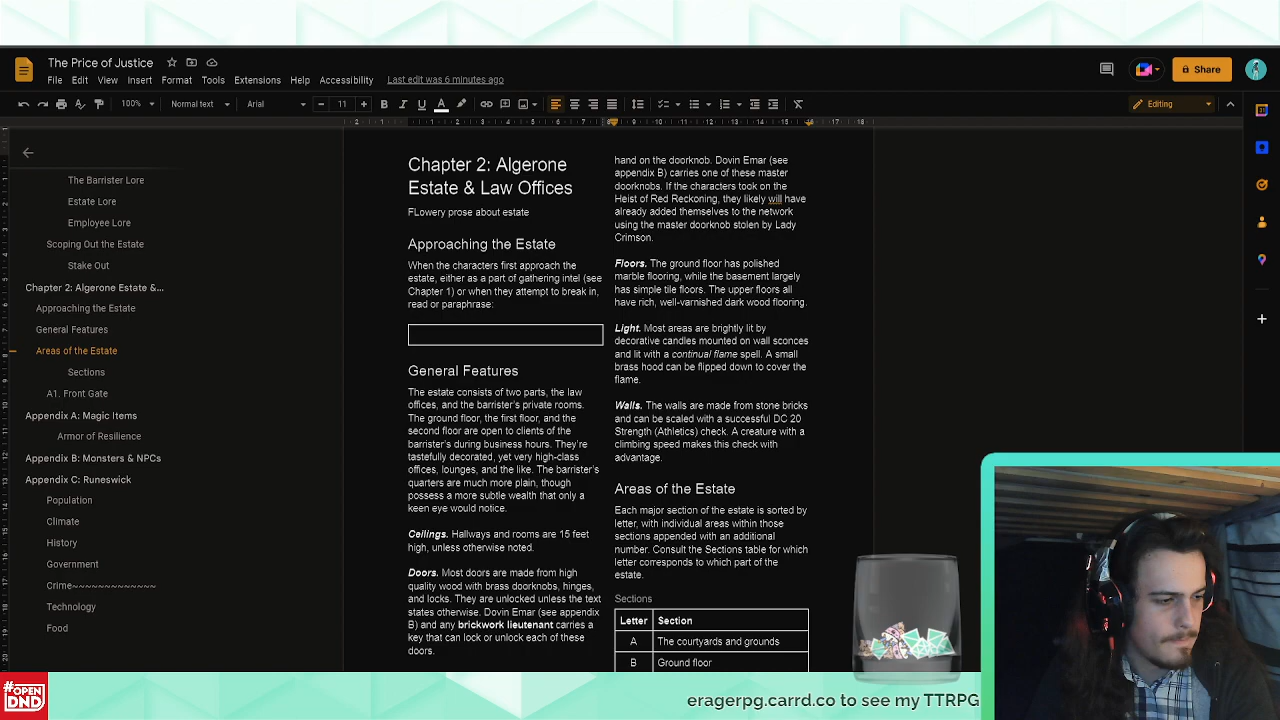 The Price of Justice
File Edit View Insert Format Tools Extensions Help Accessibility Last edit was 6 minutes ago
Share
100% Normal text Arial 11 Editing
The Barrister Lore
Estate Lore
Employee Lore
Scoping Out the Estate
Stake Out
Chapter 2: Algerone Estate &...
Approaching the Estate
General Features
Areas of the Estate
Sections
A1. Front Gate
Appendix A: Magic Items
Armor of Resilience
Appendix B: Monsters & NPCs
Appendix C: Runeswick
Population
Climate
History
Government
Crime~~~~~~~~~~~~~
Technology
Food
Chapter 2: Algerone
Estate & Law Offices
FLowery prose about estate
Approaching the Estate
When the characters first approach the
estate, either as a part of gathering intel (see
Chapter 1) or when they attempt to break in,
read or paraphrase:
General Features
The estate consists of two parts, the law
offices, and the barrister's private rooms.
The ground floor, the first floor, and the
second floor are open to clients of the
barrister's during business hours. They're
tastefully decorated, yet very high-class
offices, lounges, and the like. The barrister's
quarters are much more plain, though
possess a more subtle wealth that only a
keen eye would notice.
Ceilings. Hallways and rooms are 15 feet
high, unless otherwise noted.
Doors. Most doors are made from high
quality wood with brass doorknobs, hinges,
and locks. They are unlocked unless the text
states otherwise. Dovin Emar (see appendix
B) and any brickwork lieutenant carries a
key that can lock or unlock each of these
doors.
hand on the doorknob. Dovin Emar (see
appendix B) carries one of these master
doorknobs. If the characters took on the
Heist of Red Reckoning, they likely will have
already added themselves to the network
using the master doorknob stolen by Lady
Crimson.
Floors. The ground floor has polished
marble flooring, while the basement largely
has simple tile floors. The upper floors all
have rich, well-varnished dark wood flooring.
Light. Most areas are brightly lit by
decorative candles mounted on wall sconces
and lit with a continual flame spell. A small
brass hood can be flipped down to cover the
flame.
Walls. The walls are made from stone bricks
and can be scaled with a successful DC 20
Strength (Athletics) check. A creature with a
climbing speed makes this check with
advantage.
Areas of the Estate
Each major section of the estate is sorted by
letter, with individual areas within those
sections appended with an additional
number. Consult the Sections table for which
letter corresponds to which part of the
estate.
Sections
Letter Section
A The courtyards and grounds
B Ground floor
#OPEN
DND
eragerpg.carrd.co to see my TTRPG